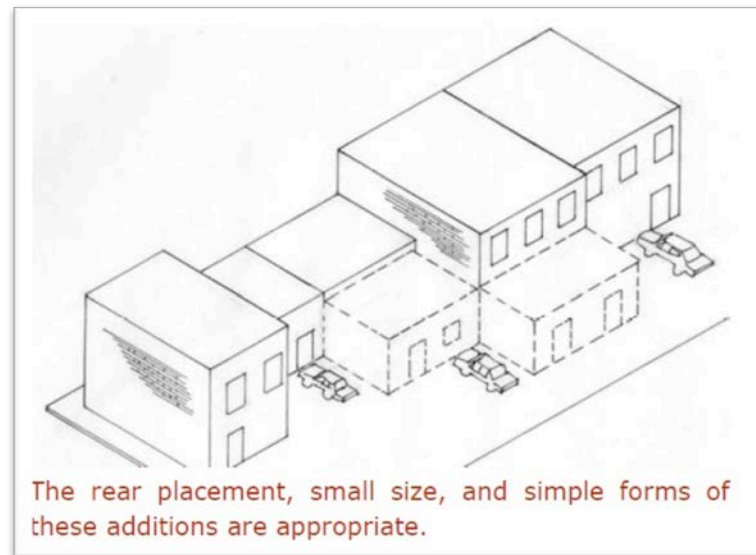 The rear placement, small size, and simple forms of
these additions are appropriate.